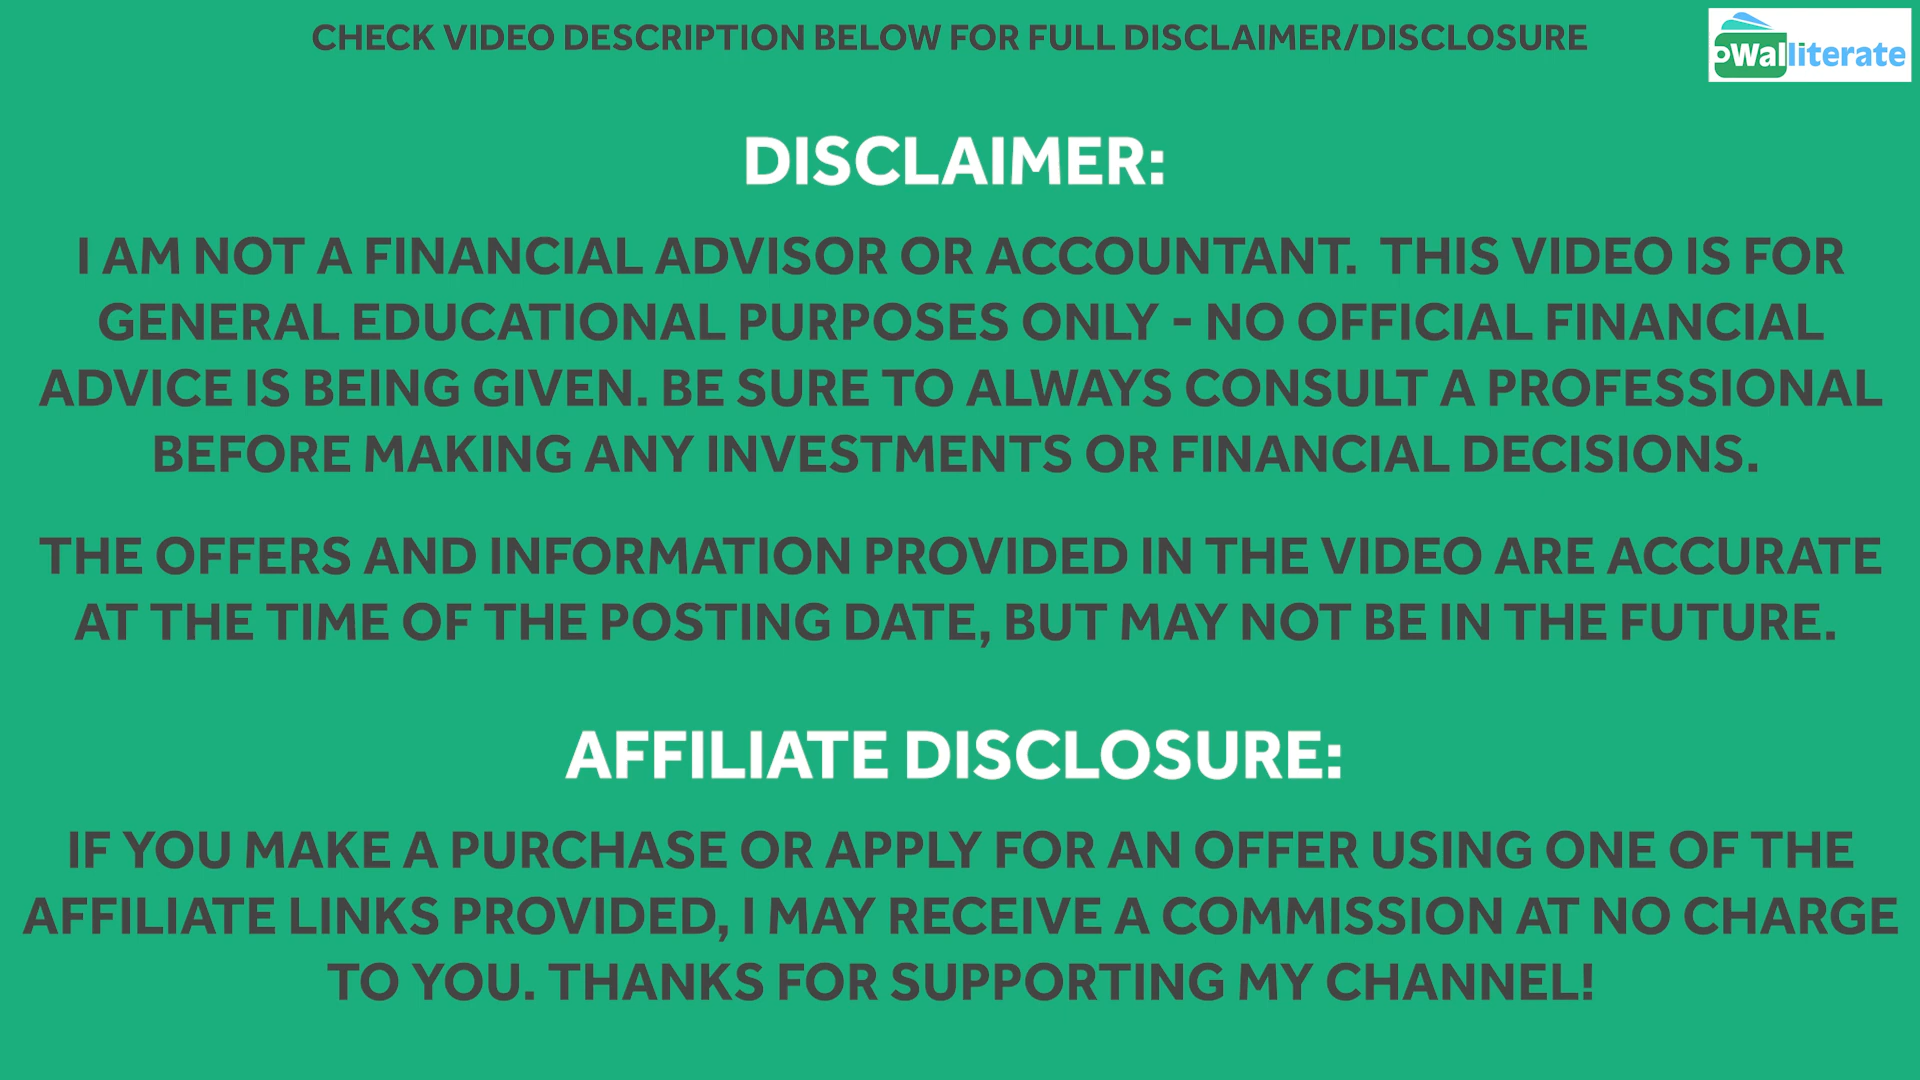 CHECK VIDEO DESCRIPTION BELOW FOR FULL DISCLAIMER/DISCLOSURE
Walliterate
DISCLAIMER:
I AM NOT A FINANCIAL ADVISOR OR ACCOUNTANT. THIS VIDEO IS FOR
GENERAL EDUCATIONAL PURPOSES ONLY - NO OFFICIAL FINANCIAL
ADVICE IS BEING GIVEN. BE SURE TO ALWAYS CONSULT A PROFESSIONAL
BEFORE MAKING ANY INVESTMENTS OR FINANCIAL DECISIONS.
THE OFFERS AND INFORMATION PROVIDED IN THE VIDEO ARE ACCURATE
AT THE TIME OF THE POSTING DATE, BUT MAY NOT BE IN THE FUTURE.
AFFILIATE DISCLOSURE:
IF YOU MAKE A PURCHASE OR APPLY FOR AN OFFER USING ONE OF THE
AFFILIATE LINKS PROVIDED, I MAY RECEIVE A COMMISSION AT NO CHARGE
TO YOU. THANKS FOR SUPPORTING MY CHANNEL!